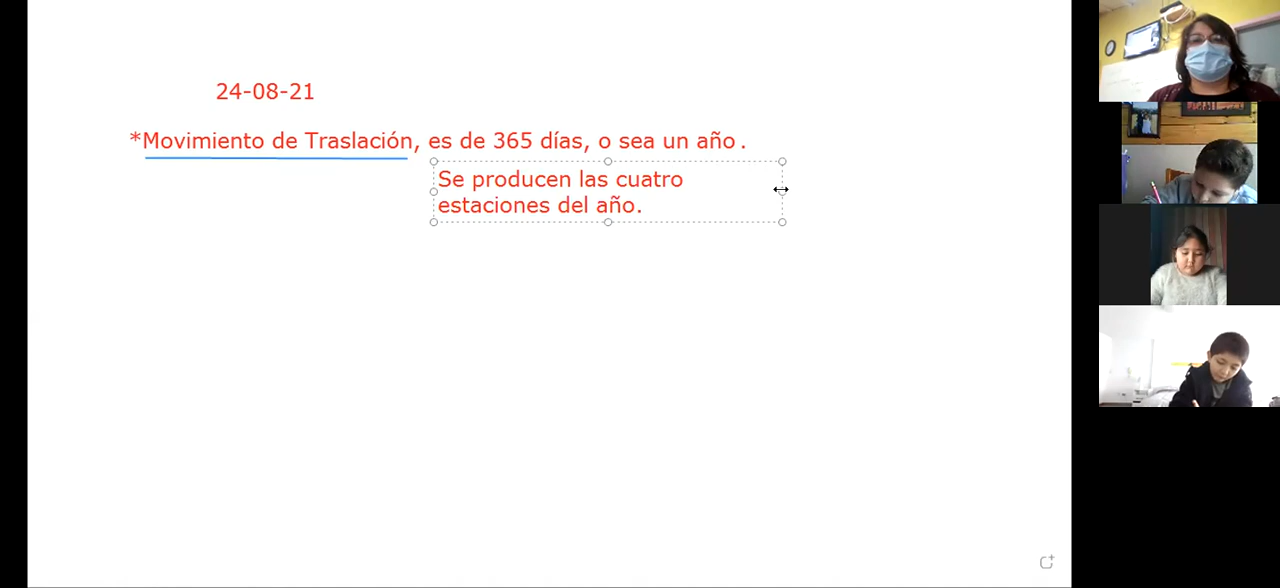 24-08-21
*Movimiento de Traslación, es de 365 días, o sea un año .
Se producen las cuatro
estaciones del año.